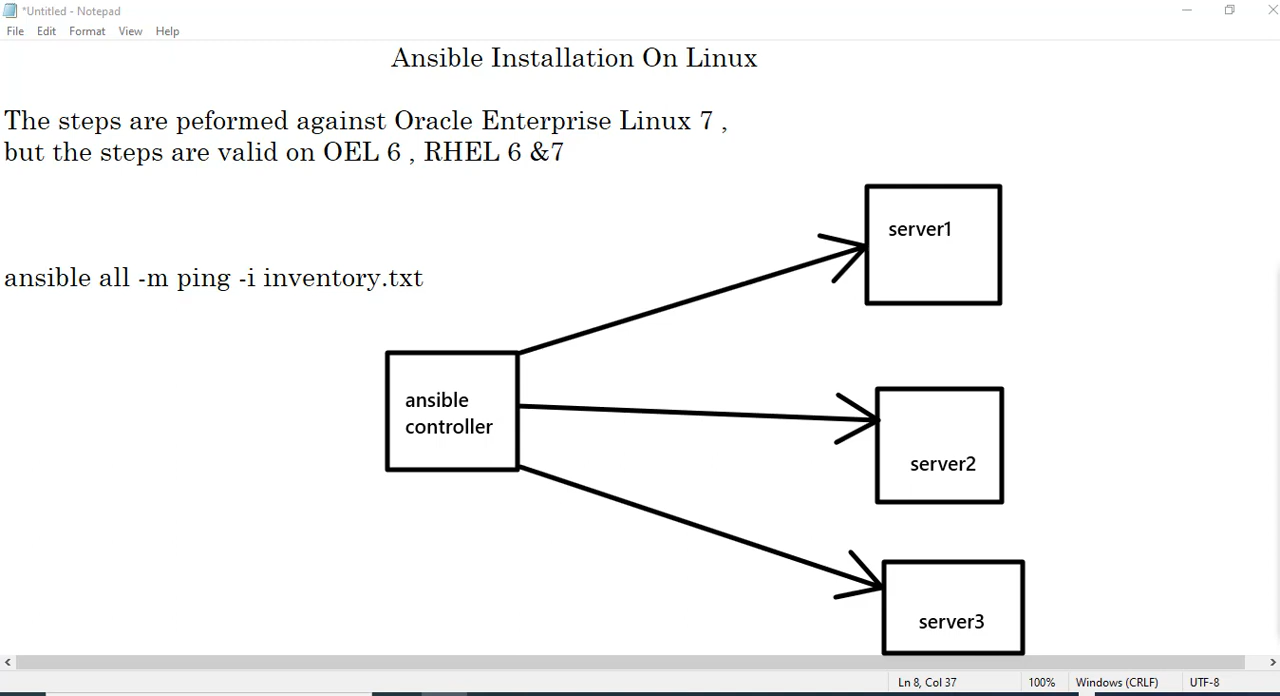 *Untitled - Notepad
File Edit Format View Help
Ansible Installation On Linux
The steps are peformed against Oracle Enterprise Linux 7 ,
but the steps are valid on OEL 6 , RHEL 6 &7
ansible all -m ping -i inventory.txt
server1
ansible
controller
server2
server3
Ln 8, Col 37 100% Windows (CRLF) UTF-8